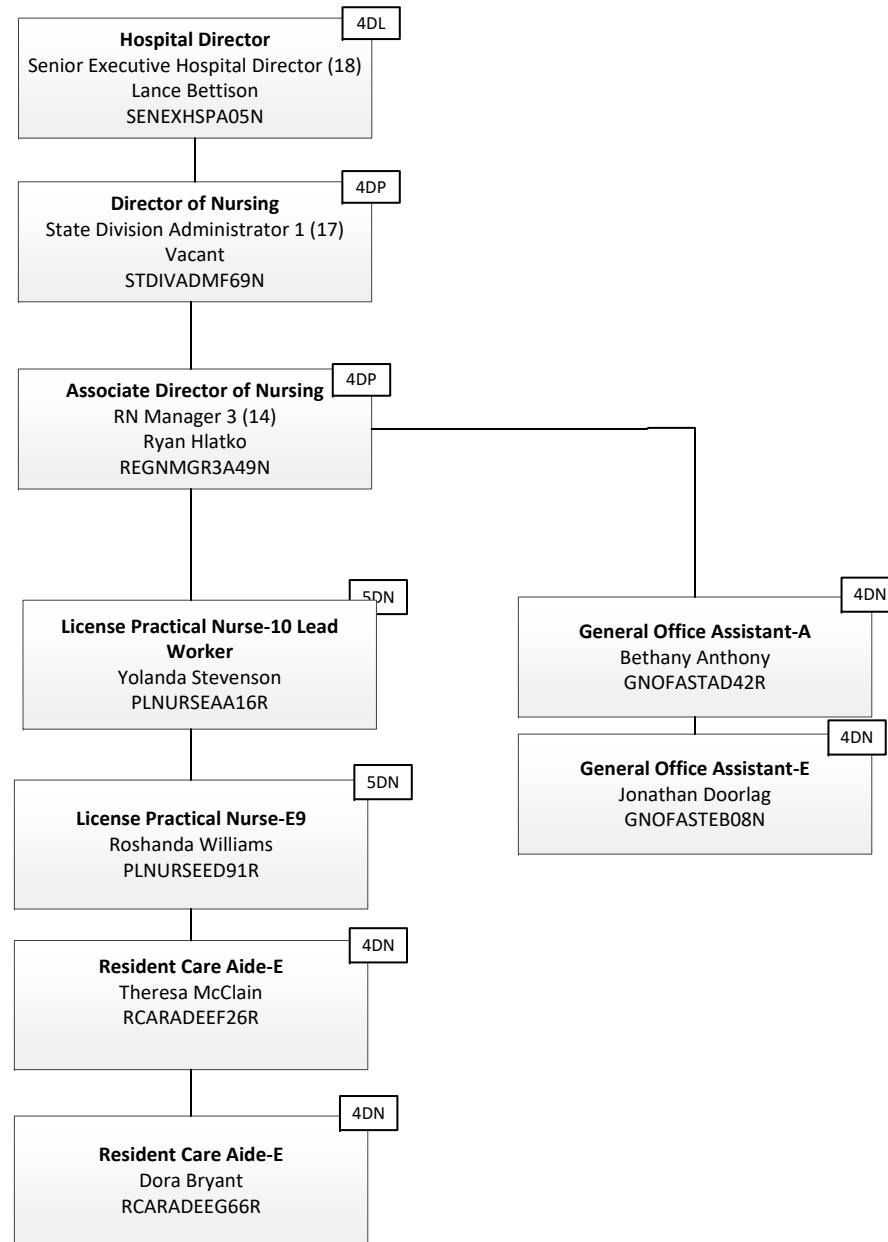 4DL
Hospital Director
Senior Executive Hospital Director (18)
Lance Bettison
SENEXHSPA05N
4DP
Director of Nursing
State Division Administrator 1 (17)
Vacant
STDIVADMF69N
4DP
Associate Director of Nursing
RN Manager 3 (14)
Ryan Hlatko
REGNMGR3A49N
5DN
License Practical Nurse-10 Lead
Worker
Yolanda Stevenson
PLNURSEAA16R
5DN
License Practical Nurse-E9
Roshanda Williams
PLNURSEED91R
4DN
Resident Care Aide-E
Theresa McClain
RCARADEEF26R
4DN
Resident Care Aide-E
Dora Bryant
RCARADEEG66R
4DN
General Office Assistant-A
Bethany Anthony
GNOFASTAD42R
4DN
General Office Assistant-E
Jonathan Doorlag
GNOFASTEB08N